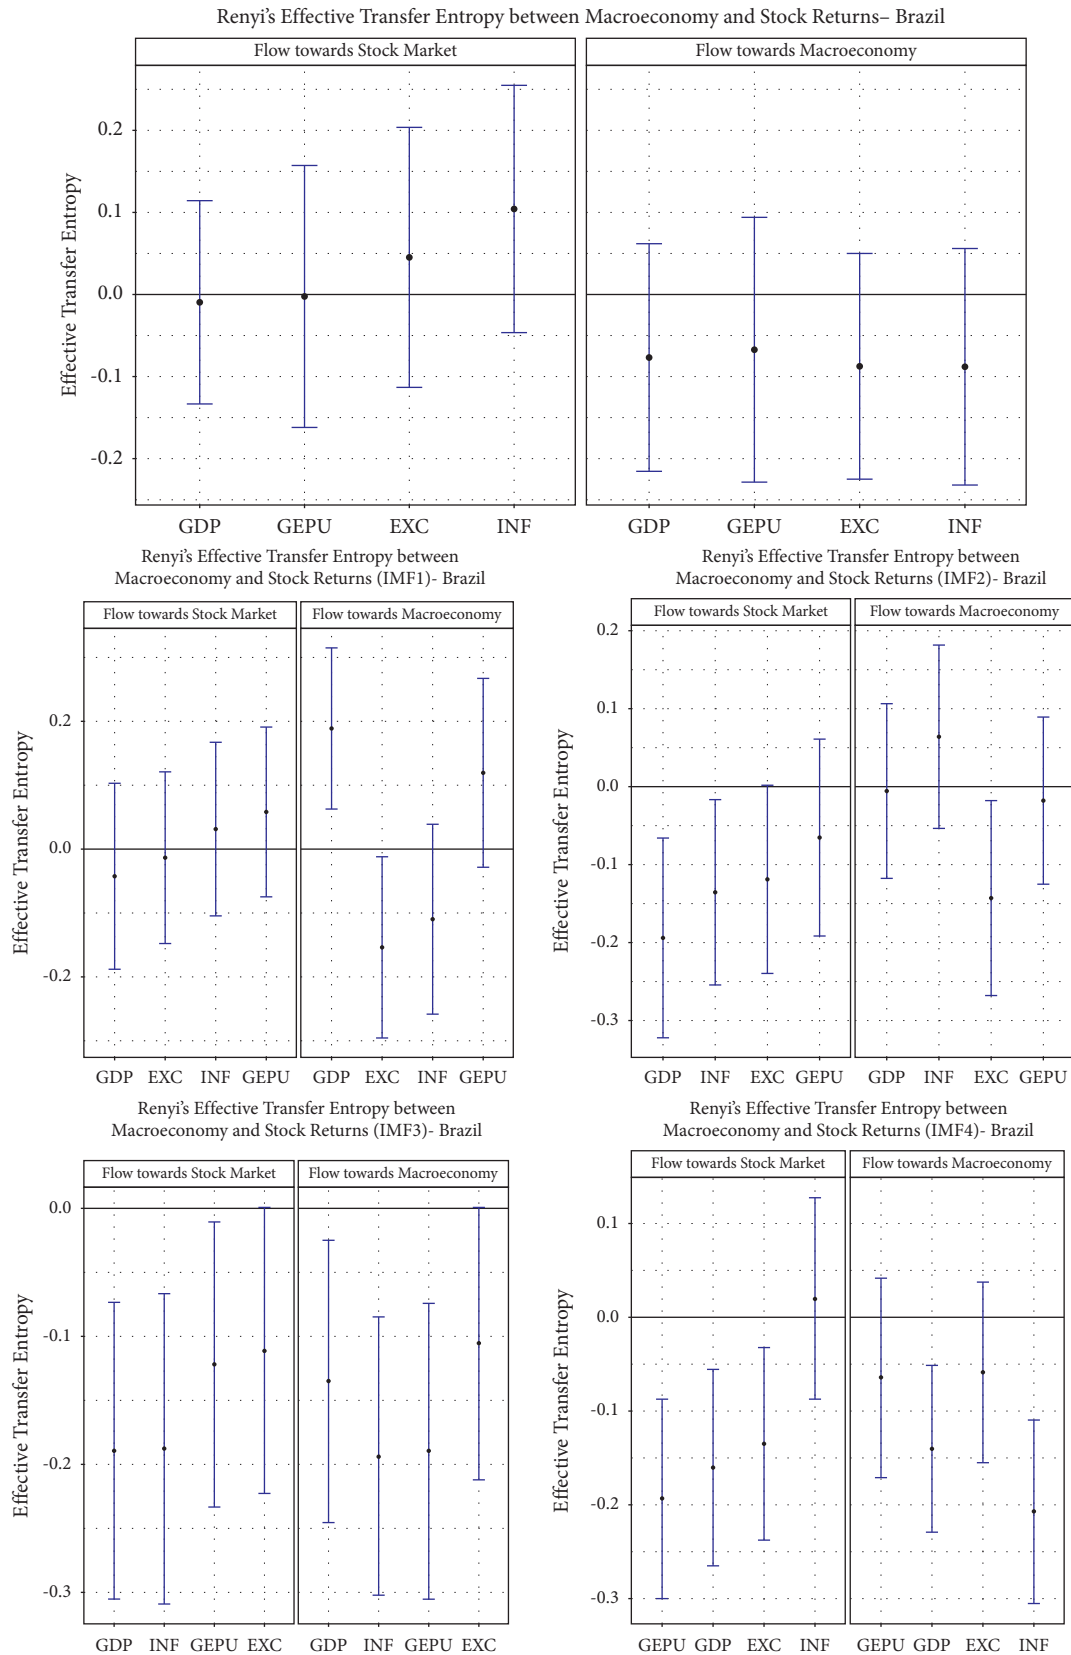 Renyi's Effective Transfer Entropy between Macroeconomy and Stock Returns– Brazil
Flow towards Stock Market
Flow towards Macroeconomy
Effective Transfer Entropy
0.2
0.1
0.0
-0.1
-0.2
GDP GEPU EXC INF
GDP GEPU EXC INF
Renyi's Effective Transfer Entropy between
Macroeconomy and Stock Returns (IMF1)- Brazil
Flow towards Stock Market
Flow towards Macroeconomy
Effective Transfer Entropy
0.2
0.0
-0.2
GDP EXC INF GEPU
GDP EXC INF GEPU
Renyi's Effective Transfer Entropy between
Macroeconomy and Stock Returns (IMF2)- Brazil
Flow towards Stock Market
Flow towards Macroeconomy
Effective Transfer Entropy
0.2
0.1
0.0
-0.1
-0.2
-0.3
GDP INF EXC GEPU
GDP INF EXC GEPU
Renyi's Effective Transfer Entropy between
Macroeconomy and Stock Returns (IMF3)- Brazil
Flow towards Stock Market
Flow towards Macroeconomy
Effective Transfer Entropy
0.0
-0.1
-0.2
-0.3
GDP INF GEPU EXC
GDP INF GEPU EXC
Renyi's Effective Transfer Entropy between
Macroeconomy and Stock Returns (IMF4)- Brazil
Flow towards Stock Market
Flow towards Macroeconomy
Effective Transfer Entropy
0.1
0.0
-0.1
-0.2
-0.3
GEPU GDP EXC INF
GEPU GDP EXC INF